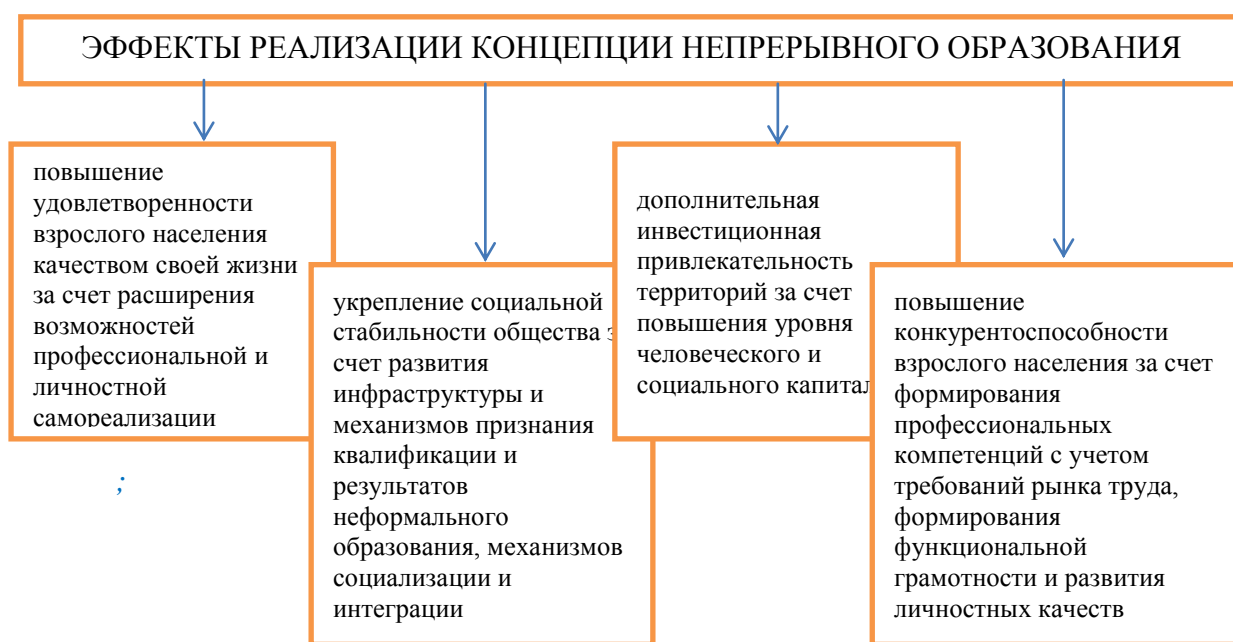 ЭФФЕКТЫ РЕАЛИЗАЦИИ КОНЦЕПЦИИ НЕПРЕРЫВНОГО ОБРАЗОВАНИЯ
повышение
удовлетворенности
взрослого населения
качеством своей жизни
за счет расширения
возможностей
профессиональной и
личностной
самореализации
;
укрепление социальной
стабильности общества з
счет развития
инфраструктуры и
механизмов признания
квалификации и
результатов
неформального
образования, механизмов
социализации и
интеграции
дополнительная
инвестиционная
привлекательность
территорий за счет
повышения уровня
человеческого и
социального капитал
повышение
конкурентоспособности
взрослого населения за счет
формирования
профессиональных
компетенций с учетом
требований рынка труда,
формирования
функциональной
грамотности и развития
личностных качеств